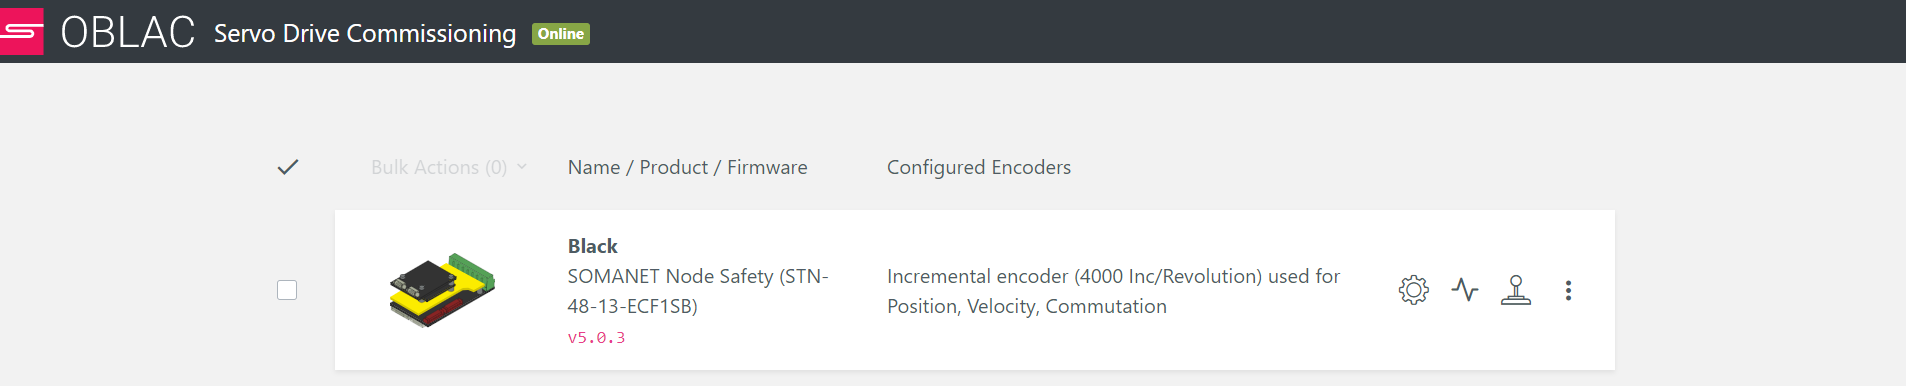 OBLAC Servo Drive Commissioning Online
Bulk Actions (0) Name / Product / Firmware Configured Encoders
Black
SOMANET Node Safety (STN-
48-13-ECF1SB)
v5.0.3
Incremental encoder (4000 Inc/Revolution) used for
Position, Velocity, Commutation